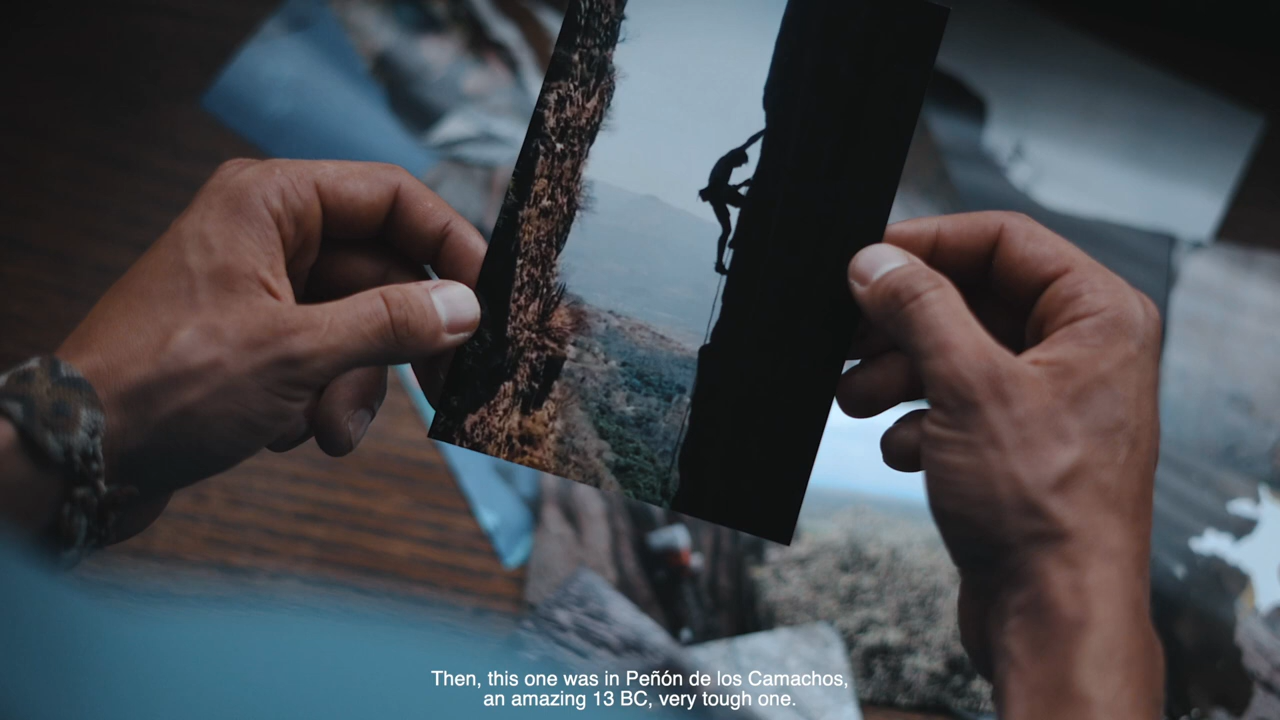 Then, this one was in Peñón de los Camachos,
an amazing 13 BC, very tough one.